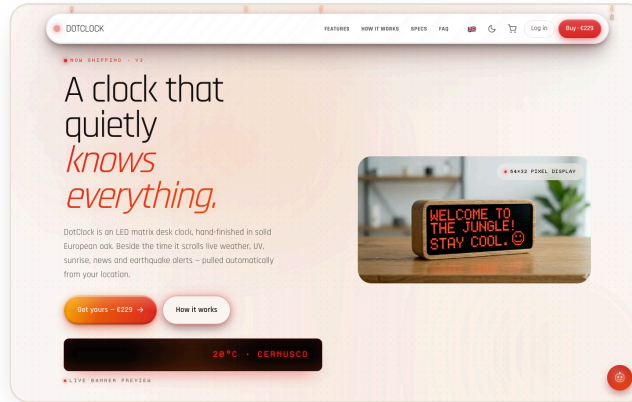 DOTCLOCK
FEATURES
HOW IT WORKS
SPECS
FAQ
Log in
Buy · €229
NOW SHIPPING · V3
A clock that
quietly
knows
everything.
DotClock is an LED matrix desk clock, hand-finished in solid
European oak. Beside the time it scrolls live weather, UV,
sunrise, news and earthquake alerts — pulled automatically
from your location.
Get yours — €229 →
How it works
64×32 PIXEL DISPLAY
WELCOME TO
THE JUNGLE!
STAY COOL.
20°C · CERNUSCO
LIVE BANNER PREVIEW